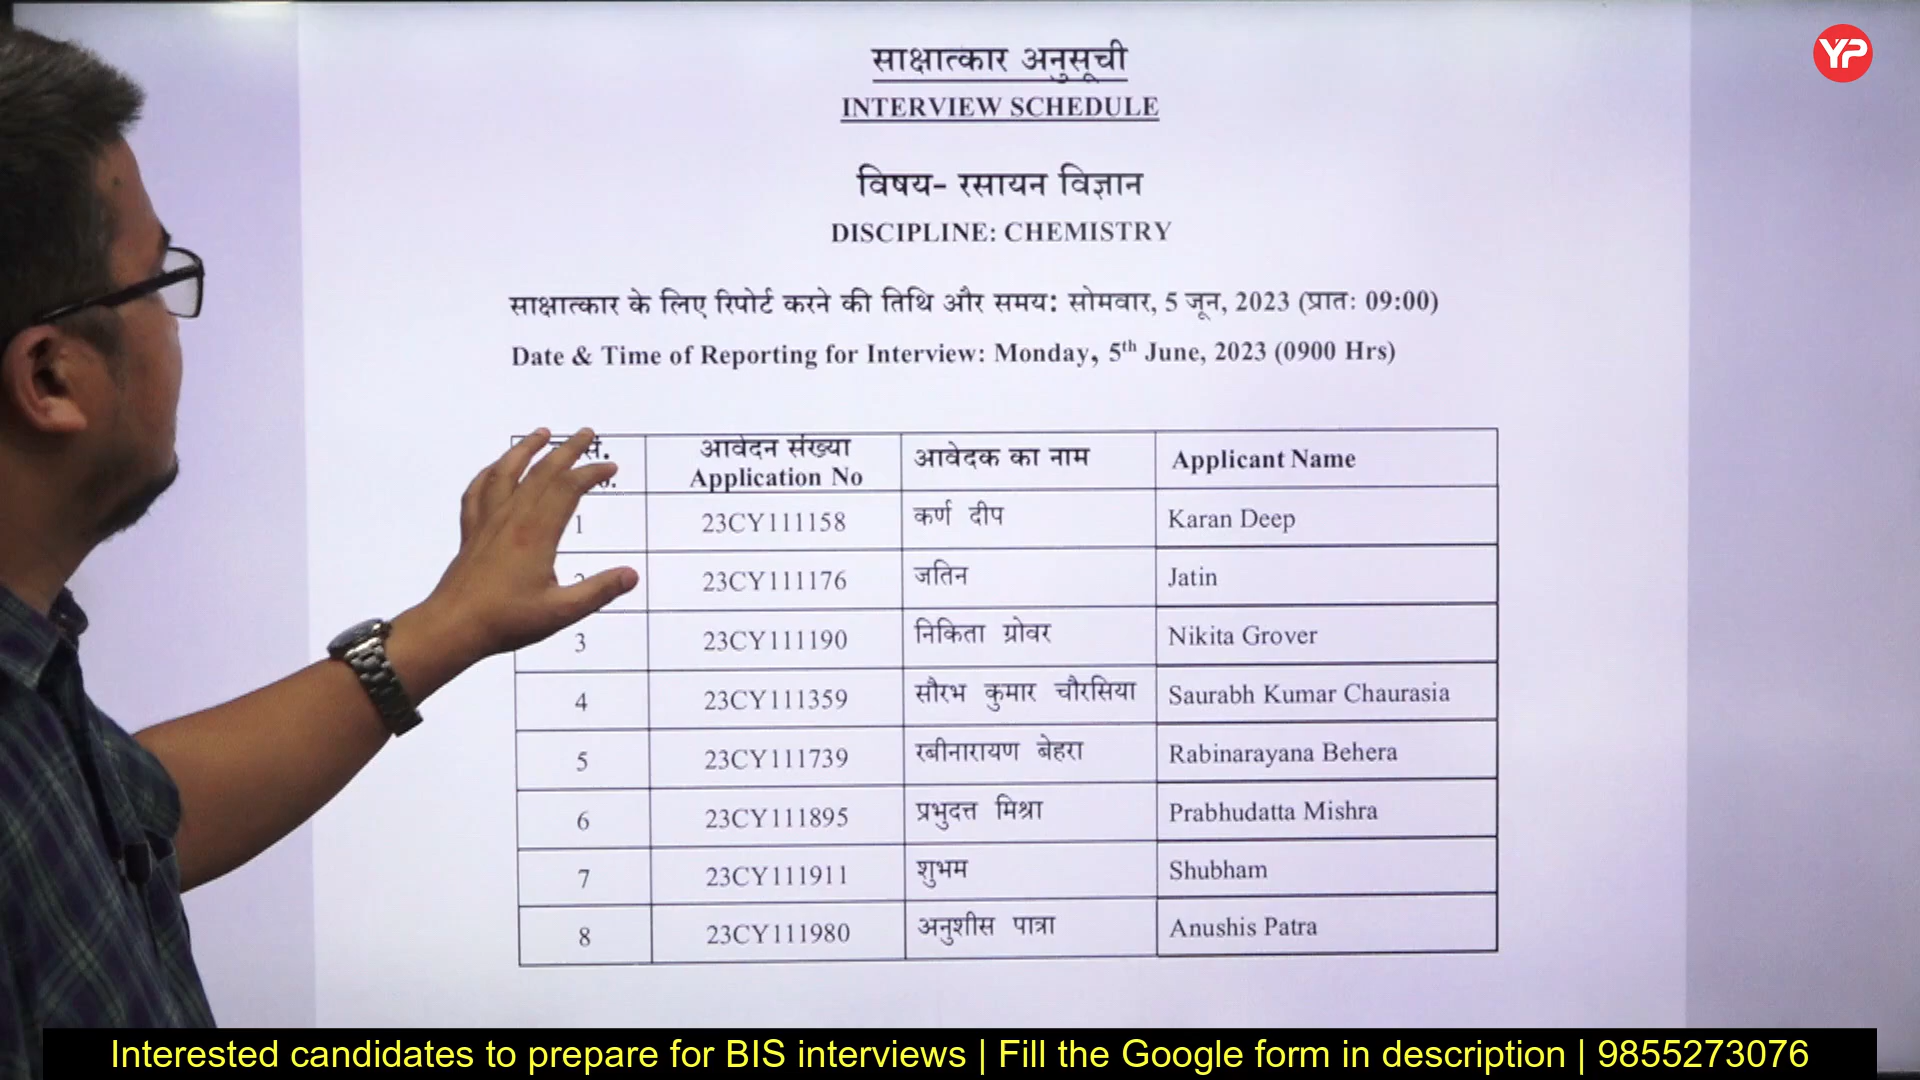 YP
साक्षात्कार अनुसूची
INTERVIEW SCHEDULE
विषय- रसायन विज्ञान
DISCIPLINE: CHEMISTRY
साक्षात्कार के लिए रिपोर्ट करने की तिथि और समय: सोमवार, 5 जून, 2023 (प्रातः 09:00)
Date & Time of Reporting for Interview: Monday, 5th June, 2023 (0900 Hrs)
आवेदन संख्या
Application No
आवेदक का नाम
Applicant Name
1 23CY111158 कर्ण दीप Karan Deep
23CY111176 जतिन Jatin
3 23CY111190 निकिता ग्रोवर Nikita Grover
4 23CY111359 सौरभ कुमार चौरसिया Saurabh Kumar Chaurasia
5 23CY111739 रबीनारायण बेहरा Rabinarayana Behera
6 23CY111895 प्रभुदत्त मिश्रा Prabhudatta Mishra
7 23CY111911 शुभम Shubham
8 23CY111980 अनुशीस पात्रा Anushis Patra
Interested candidates to prepare for BIS interviews | Fill the Google form in description | 9855273076